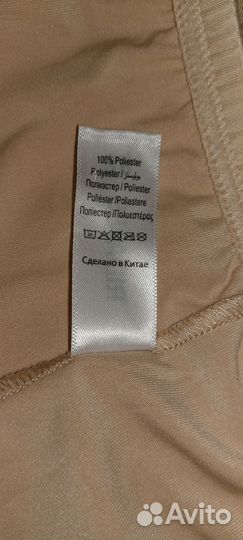 100% Poliester
Polyester / بوليستر
Полиэстер / Poliester
Poliéster /Poliestere
Поліестер /Πολυεστέρας
Сделано в Китае
Avito